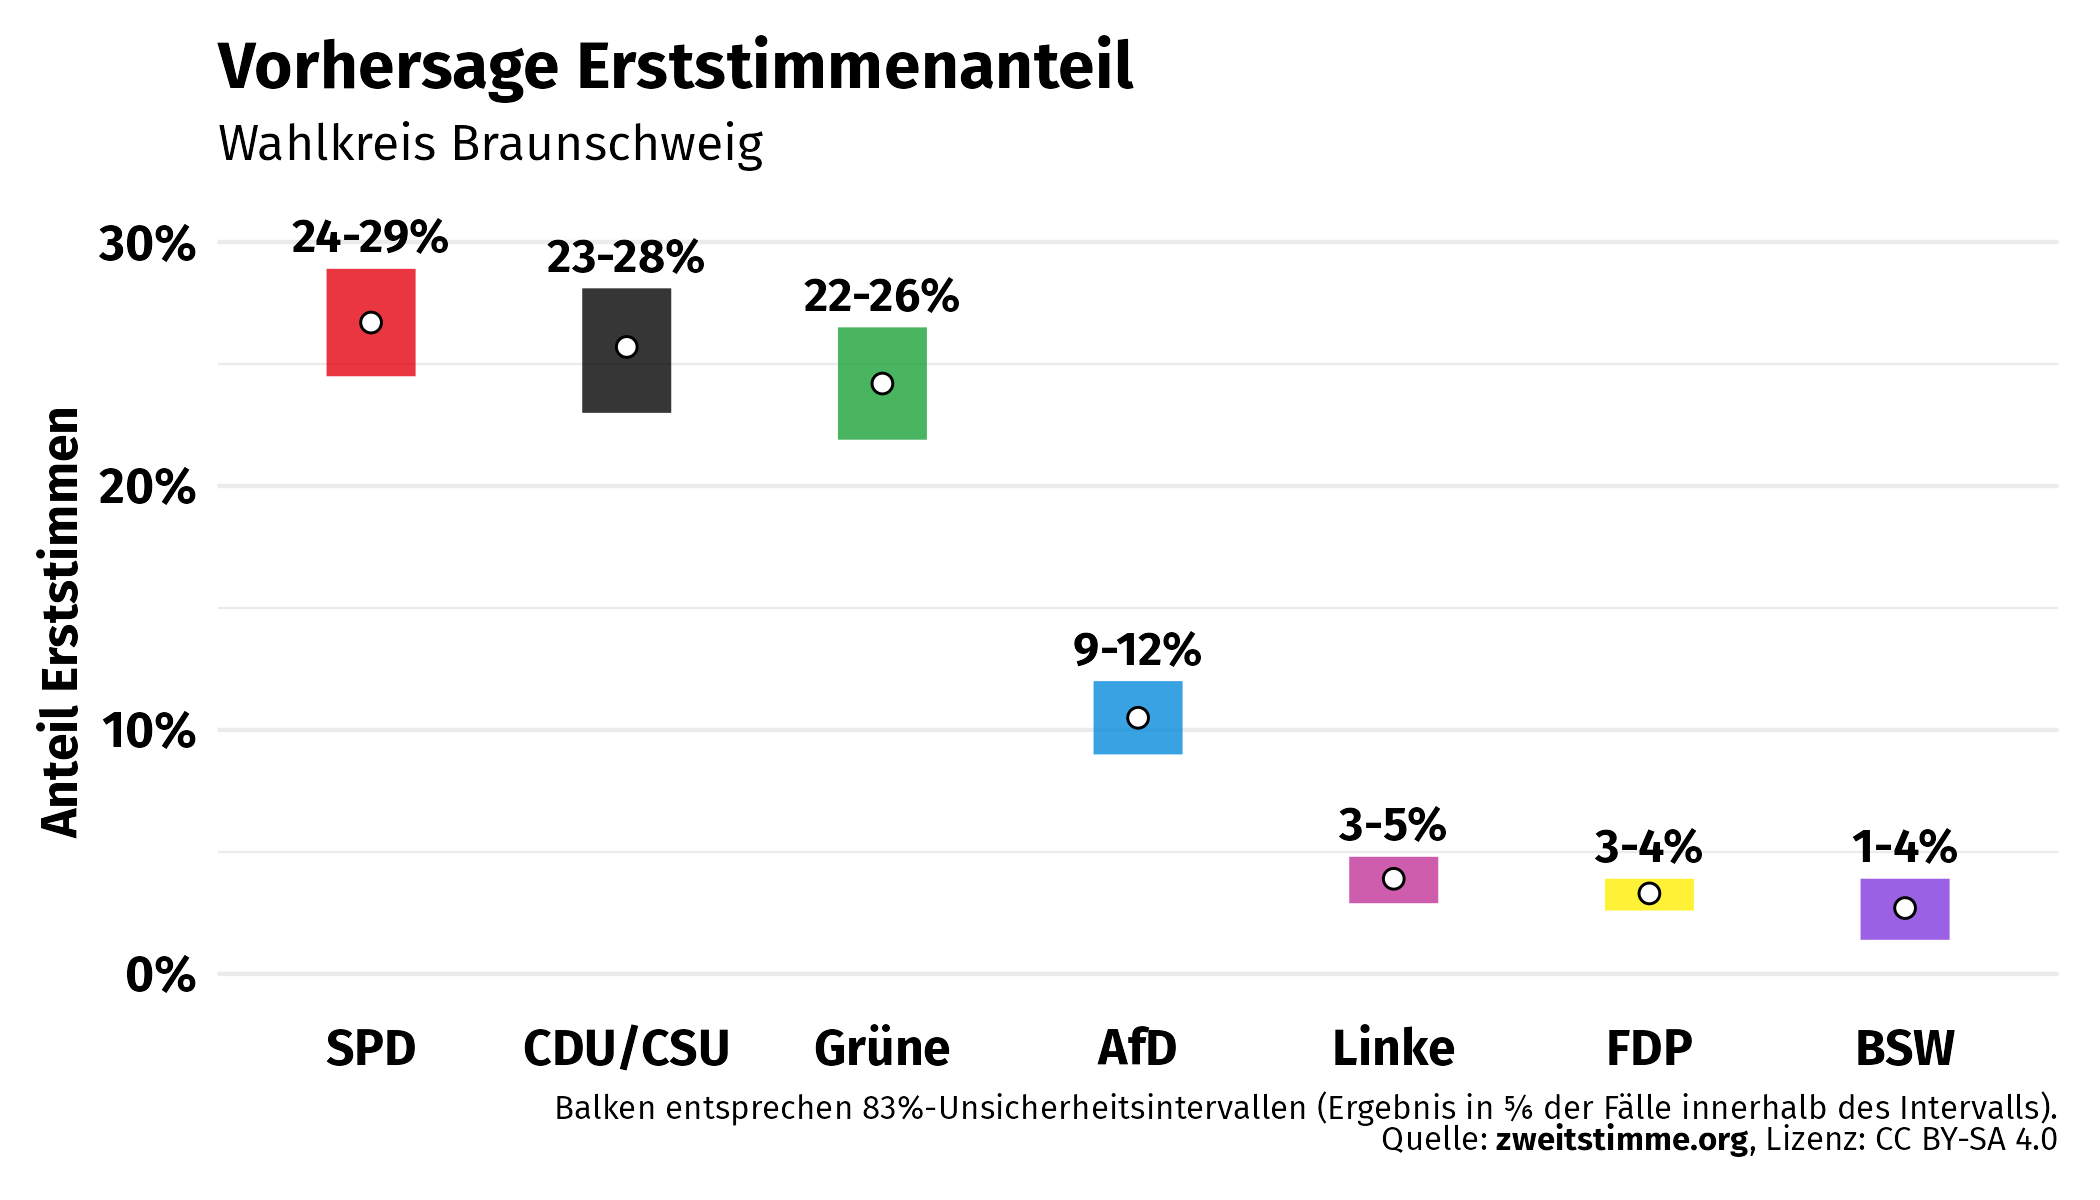 Vorhersage Erststimmenanteil
Wahlkreis Braunschweig
Anteil Erststimmen
30%
20%
10%
0%
24-29%
23-28%
22-26%
9-12%
3-5%
3-4%
1-4%
SPD
CDU/CSU
Grüne
AfD
Linke
FDP
BSW
Balken entsprechen 83%-Unsicherheitsintervallen (Ergebnis in ⅚ der Fälle innerhalb des Intervalls).
Quelle: zweitstimme.org, Lizenz: CC BY-SA 4.0